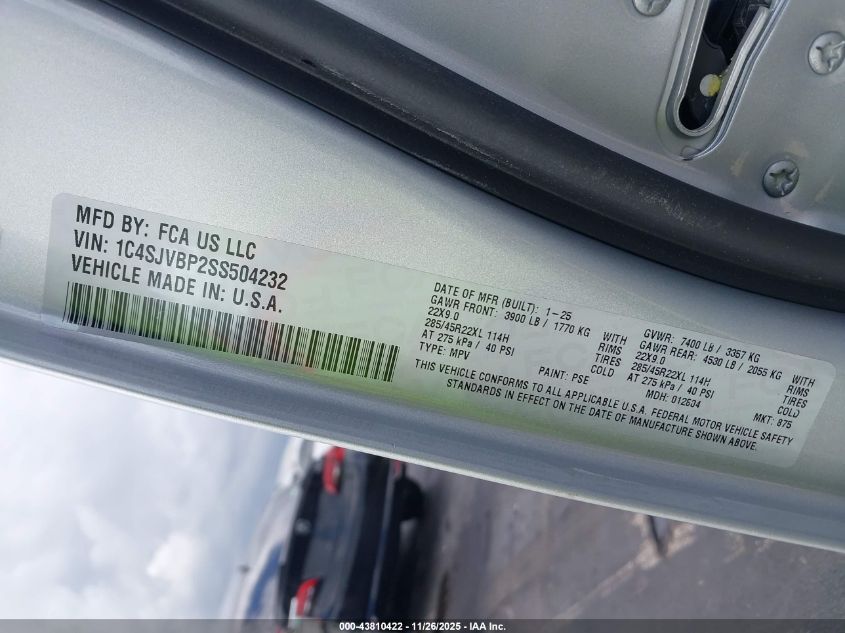 MFD BY: FCA US LLC
VIN: 1C4SJVBP2SS504232
VEHICLE MADE IN: U.S.A.
DATE OF MFR (BUILT): 1-25
GAWR FRONT: 3900 LB / 1770 KG WITH
22X9.0 RIMS
285/45R22XL 114H TIRES
AT 275 kPa / 40 PSI COLD
TYPE: MPV PAINT: PSE
GVWR: 7400 LB / 3357 KG
GAWR REAR: 4530 LB / 2055 KG WITH
22X9.0 RIMS
285/45R22XL 114H TIRES
AT 275 kPa / 40 PSI COLD
MDH: 012604 MKT: 875
THIS VEHICLE CONFORMS TO ALL APPLICABLE U.S.A. FEDERAL MOTOR VEHICLE SAFETY
STANDARDS IN EFFECT ON THE DATE OF MANUFACTURE SHOWN ABOVE.
000-43810422 - 11/26/2025 - IAA Inc.